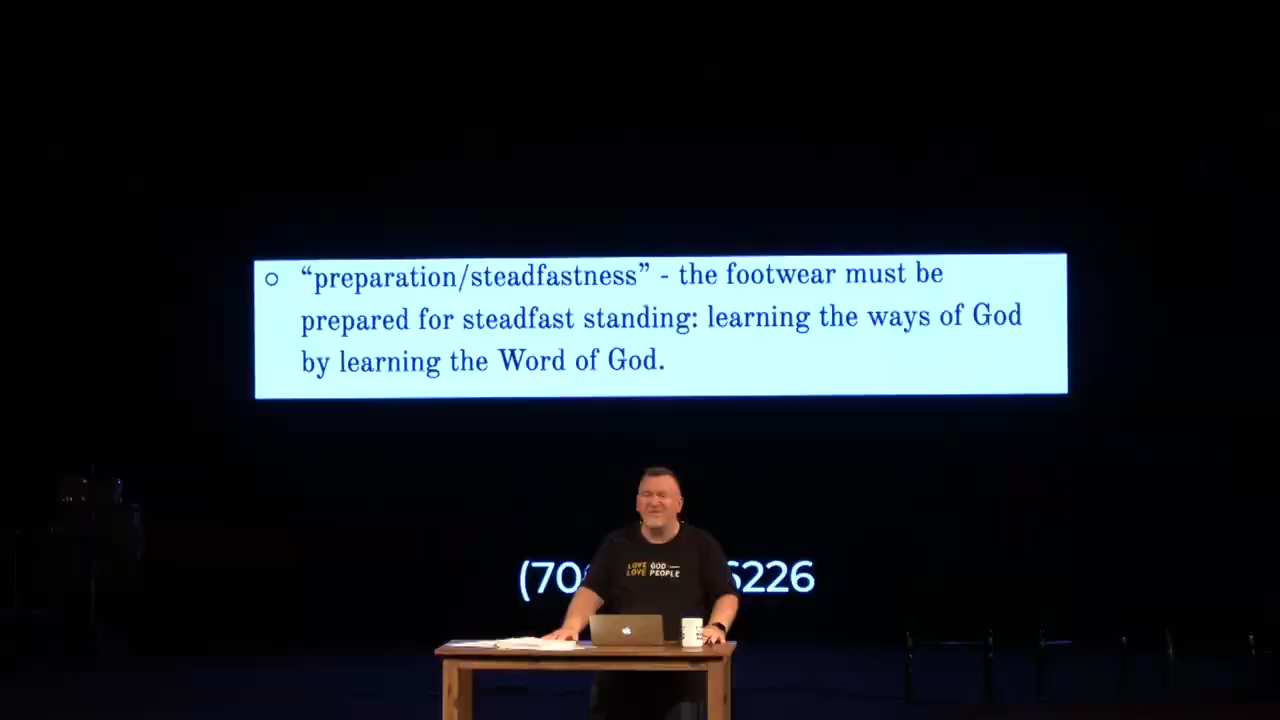 ○ “preparation/steadfastness” - the footwear must be
prepared for steadfast standing: learning the ways of God
by learning the Word of God.
LOVE GOD —
LOVE PEOPLE
6226